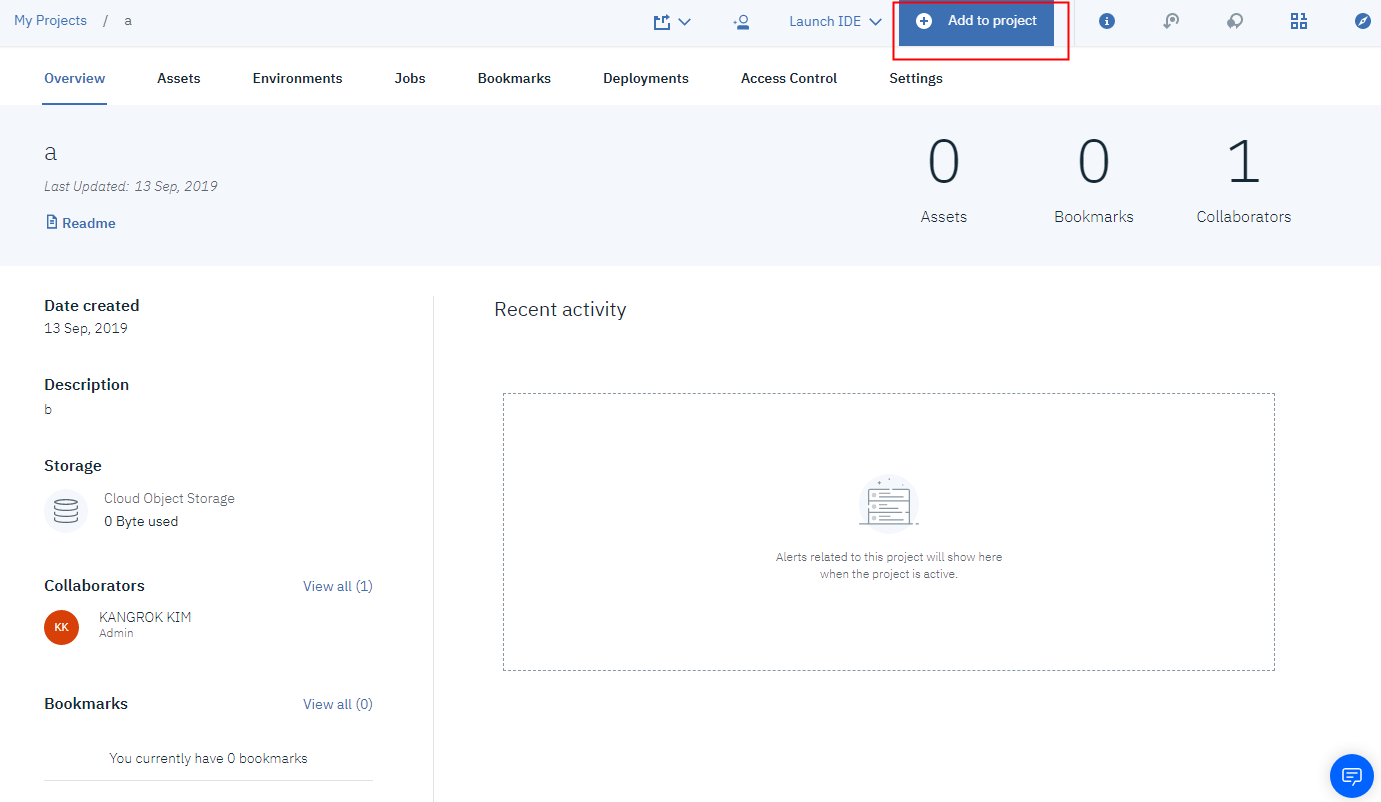 My Projects / a
Launch IDE
Add to project
Overview Assets Environments Jobs Bookmarks Deployments Access Control Settings
a
Last Updated: 13 Sep, 2019
Readme
0 0 1
Assets Bookmarks Collaborators
Date created
13 Sep, 2019
Description
b
Storage
Cloud Object Storage
0 Byte used
Collaborators View all (1)
KK
KANGROK KIM
Admin
Bookmarks View all (0)
You currently have 0 bookmarks
Recent activity
Alerts related to this project will show here
when the project is active.